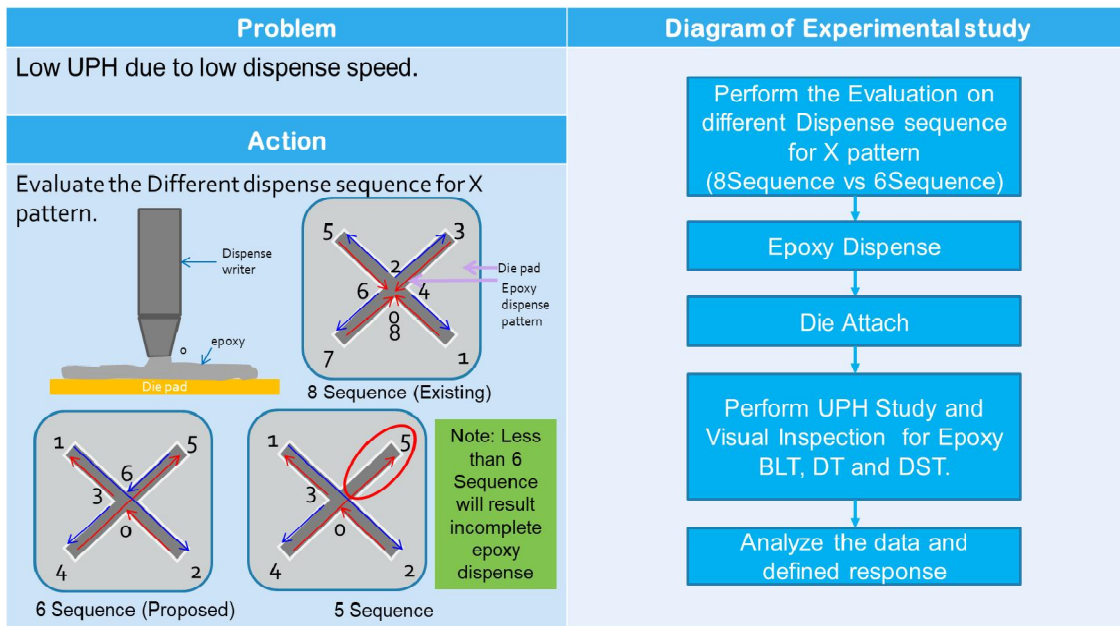 Problem
Low UPH due to low dispense speed.
Action
Evaluate the Different dispense sequence for X
pattern.
Dispense
writer
o
epoxy
Die pad
5
3
2
6
4
0
8
7
1
Die pad
Epoxy
dispense
pattern
8 Sequence (Existing)
1
5
6
3
0
4
2
6 Sequence (Proposed)
1
5
3
0
4
2
5 Sequence
Note: Less
than 6
Sequence
will result
incomplete
epoxy
dispense
Diagram of Experimental study
Perform the Evaluation on
different Dispense sequence
for X pattern
(8Sequence vs 6Sequence)
Epoxy Dispense
Die Attach
Perform UPH Study and
Visual Inspection for Epoxy
BLT, DT and DST.
Analyze the data and
defined response